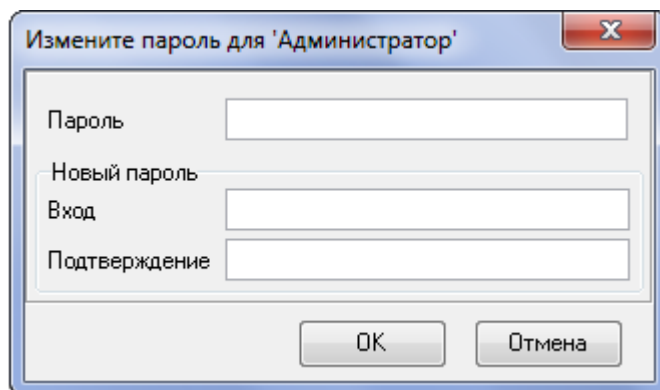 Измените пароль для 'Администратор'
Пароль
Новый пароль
Вход
Подтверждение
OK
Отмена